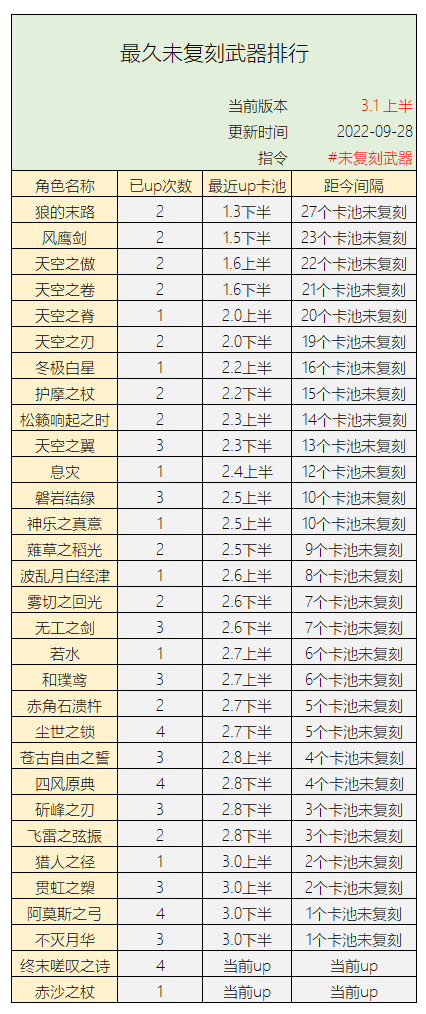 最久未复刻武器排行
当前版本 3.1 上半
更新时间 2022-09-28
指令 #未复刻武器
角色名称 已up次数 最近up卡池 距今间隔
狼的末路 2 1.3下半 27个卡池未复刻
风鹰剑 2 1.5下半 23个卡池未复刻
天空之傲 2 1.6上半 22个卡池未复刻
天空之卷 2 1.6下半 21个卡池未复刻
天空之脊 1 2.0上半 20个卡池未复刻
天空之刃 2 2.0下半 19个卡池未复刻
冬极白星 1 2.2上半 16个卡池未复刻
护摩之杖 2 2.2下半 15个卡池未复刻
松籁响起之时 2 2.3上半 14个卡池未复刻
天空之翼 3 2.3下半 13个卡池未复刻
息灾 1 2.4上半 12个卡池未复刻
磐岩结绿 3 2.5上半 10个卡池未复刻
神乐之真意 1 2.5上半 10个卡池未复刻
薙草之稻光 2 2.5下半 9个卡池未复刻
波乱月白经津 1 2.6上半 8个卡池未复刻
雾切之回光 2 2.6下半 7个卡池未复刻
无工之剑 3 2.6下半 7个卡池未复刻
若水 1 2.7上半 6个卡池未复刻
和璞鸢 3 2.7上半 6个卡池未复刻
赤角石溃杵 2 2.7下半 5个卡池未复刻
尘世之锁 4 2.7下半 5个卡池未复刻
苍古自由之誓 3 2.8上半 4个卡池未复刻
四风原典 4 2.8下半 4个卡池未复刻
斫峰之刃 3 2.8下半 3个卡池未复刻
飞雷之弦振 2 2.8下半 3个卡池未复刻
猎人之径 1 3.0上半 2个卡池未复刻
贯虹之槊 3 3.0上半 2个卡池未复刻
阿莫斯之弓 4 3.0下半 1个卡池未复刻
不灭月华 3 3.0下半 1个卡池未复刻
终末嗟叹之诗 4 当前up 当前up
赤沙之杖 1 当前up 当前up